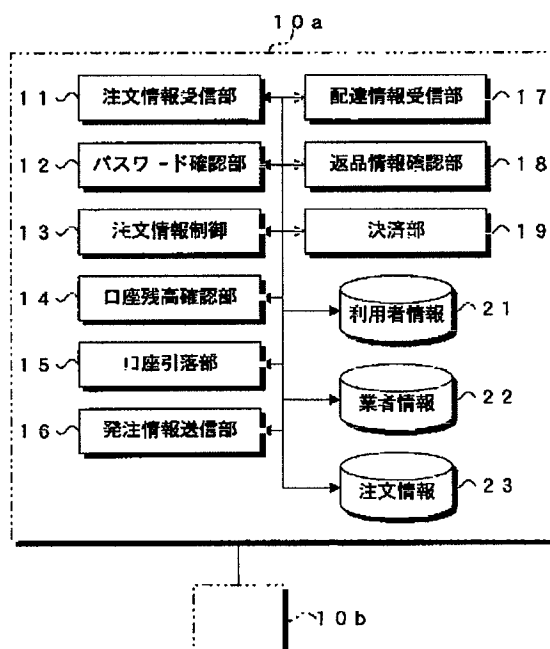 10a
11 注文情報受信部
配達情報受信部 17
12 パスワード確認部
返品情報確認部 18
13 注文情報制御
決済部 19
14 口座残高確認部
利用者情報 21
15 口座引落部
業者情報 22
16 発注情報送信部
注文情報 23
10b